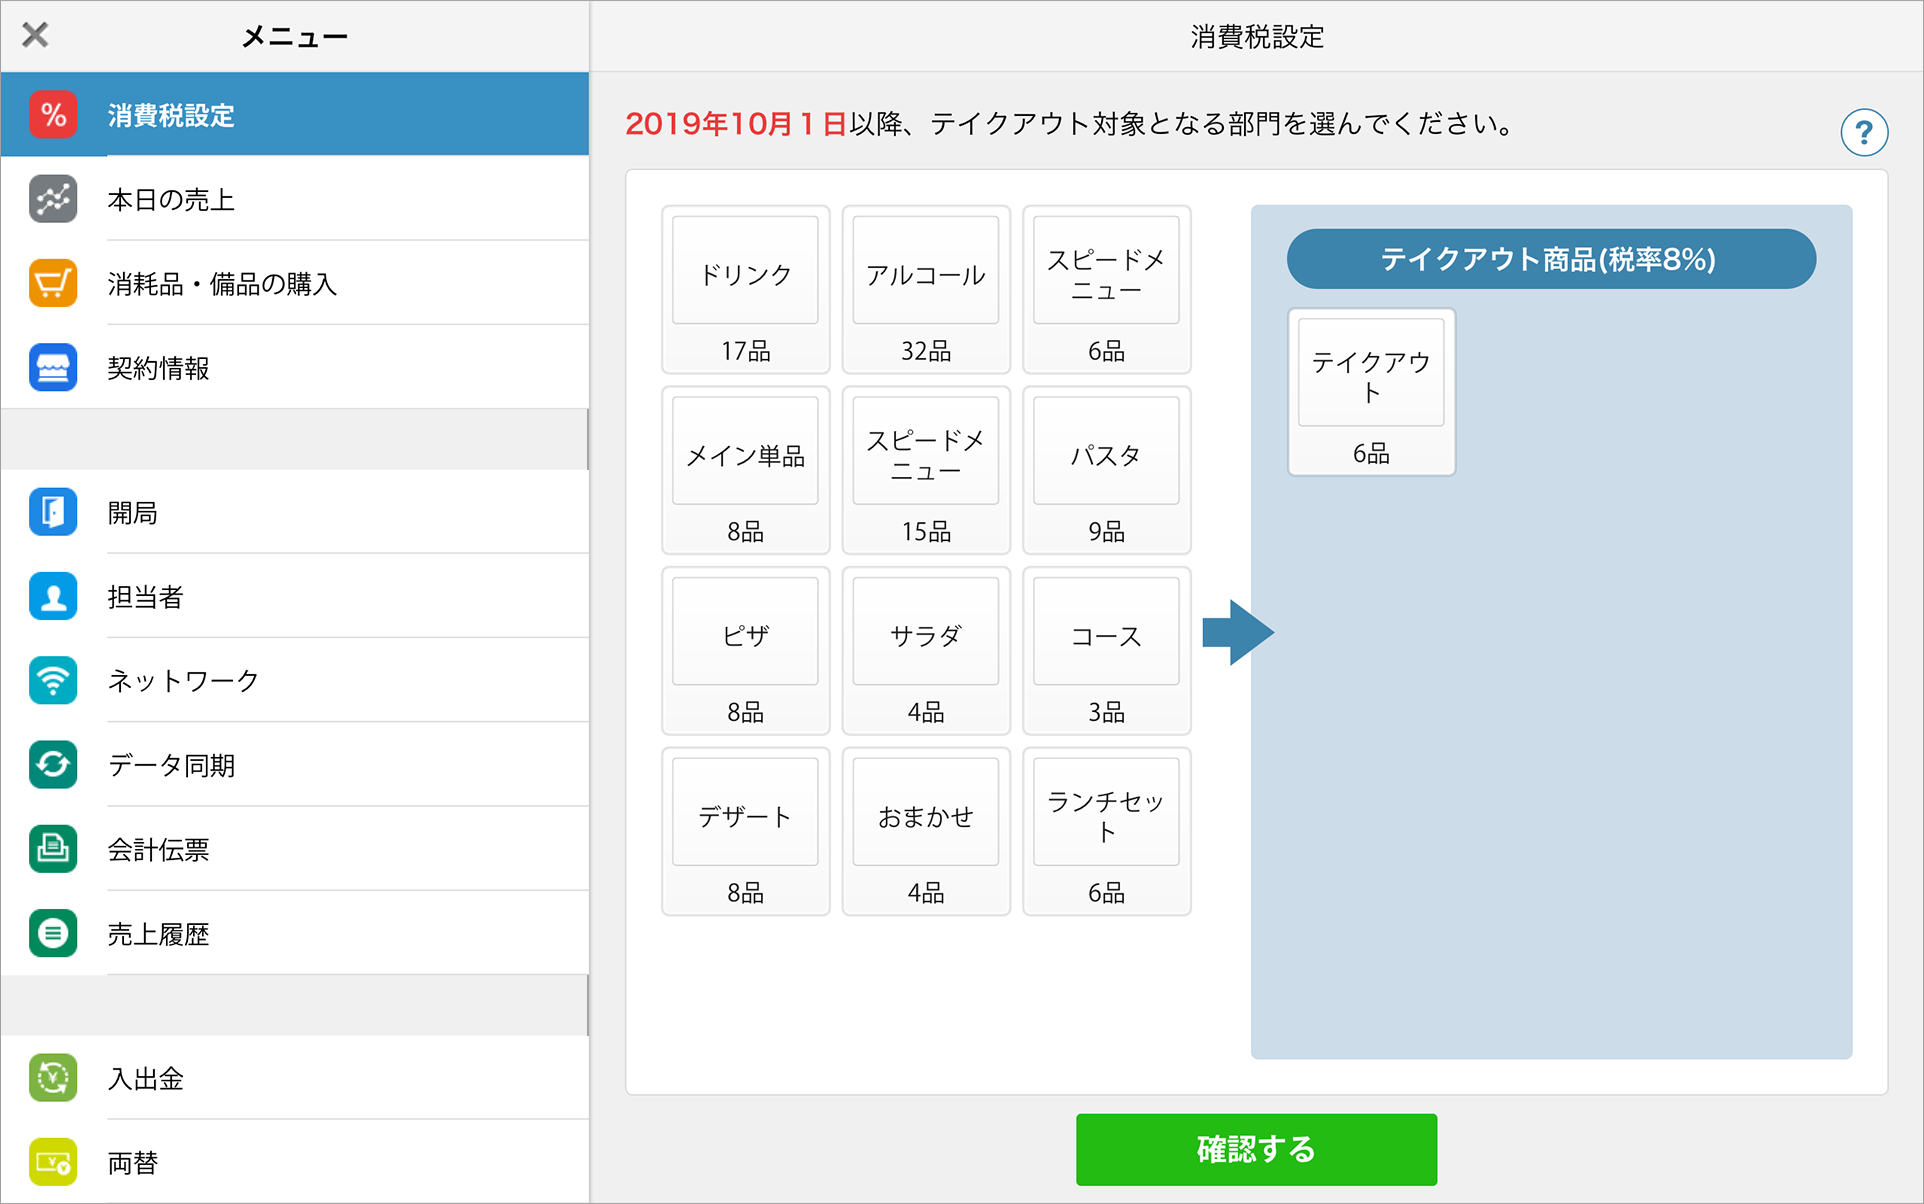 メニュー
消費税設定
本日の売上
消耗品・備品の購入
契約情報
開局
担当者
ネットワーク
データ同期
会計伝票
売上履歴
入出金
両替
消費税設定
2019年10月1日以降、テイクアウト対象となる部門を選んでください。
?
ドリンク
17品
アルコール
32品
スピードメ
ニュー
6品
メイン単品
8品
スピードメ
ニュー
15品
パスタ
9品
ピザ
8品
サラダ
4品
コース
3品
デザート
8品
おまかせ
4品
ランチセッ
ト
6品
テイクアウト商品(税率8%)
テイクアウ
ト
6品
確認する